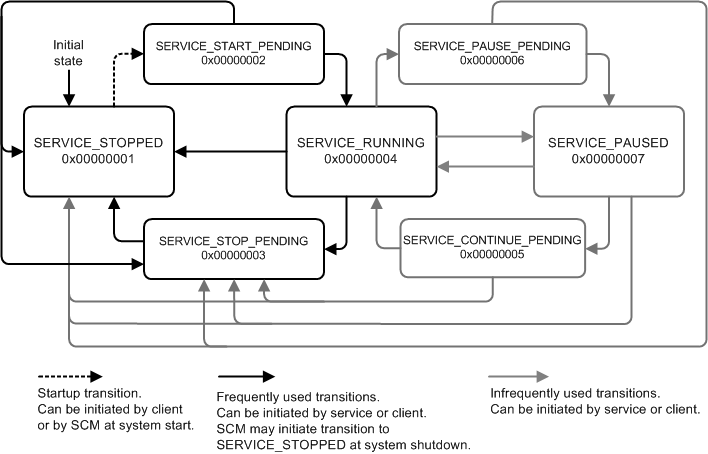 Initial
state
SERVICE_START_PENDING
0x00000002
SERVICE_PAUSE_PENDING
0x00000006
SERVICE_STOPPED
0x00000001
SERVICE_RUNNING
0x00000004
SERVICE_PAUSED
0x00000007
SERVICE_STOP_PENDING
0x00000003
SERVICE_CONTINUE_PENDING
0x00000005
Startup transition.
Can be initiated by client
or by SCM at system start.
Frequently used transitions.
Can be initiated by service or client.
SCM may initiate transition to
SERVICE_STOPPED at system shutdown.
Infrequently used transitions.
Can be initiated by service or client.